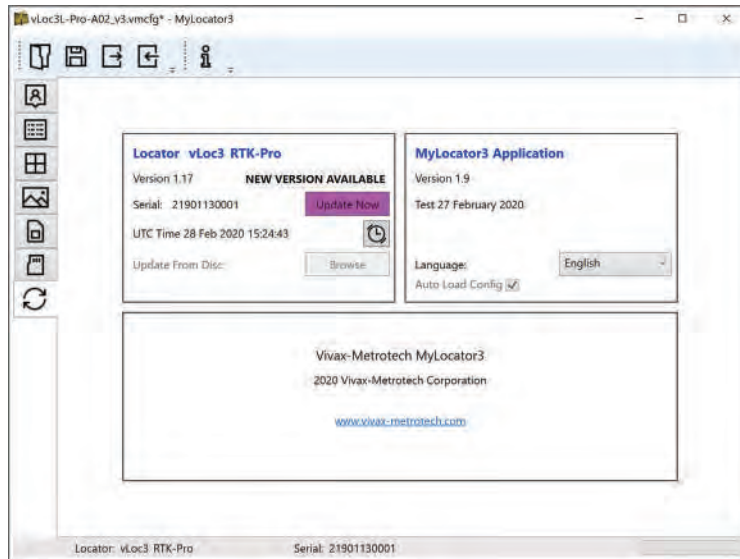 vLoc3L-Pro-A02_v3.vmcfg* - MyLocator3
Locator vLoc3 RTK-Pro
Version 1.17 NEW VERSION AVAILABLE
Serial: 21901130001 Update Now
UTC Time 28 Feb 2020 15:24:43
Update From Disc: Browse
MyLocator3 Application
Version 1.9
Test 27 February 2020
Language: English
Auto Load Config
Vivax-Metrotech MyLocator3
2020 Vivax-Metrotech Corporation
www.vivax-metrotech.com
Locator: vLoc3 RTK-Pro Serial: 21901130001